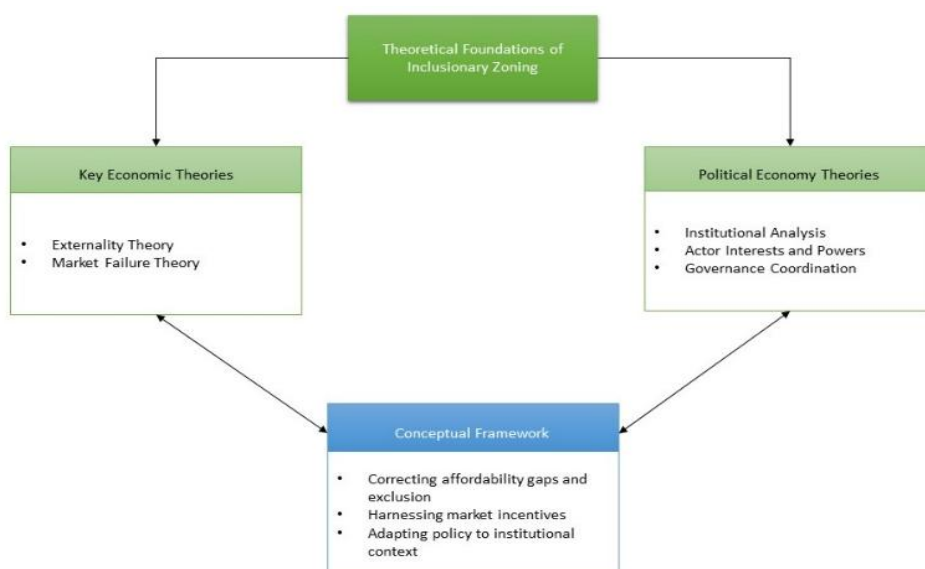 Theoretical Foundations of
Inclusionary Zoning
Key Economic Theories
• Externality Theory
• Market Failure Theory
Political Economy Theories
• Institutional Analysis
• Actor Interests and Powers
• Governance Coordination
Conceptual Framework
• Correcting affordability gaps and
exclusion
• Harnessing market incentives
• Adapting policy to institutional
context